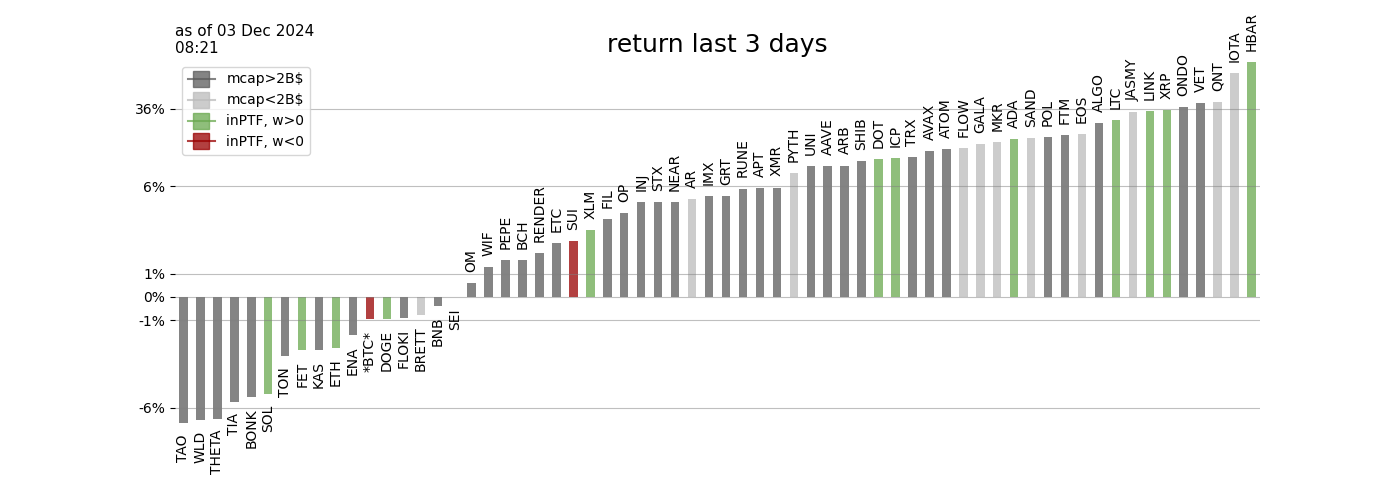 as of 03 Dec 2024
08:21
return last 3 days
mcap>2B$
mcap<2B$
inPTF, w>0
inPTF, w<0
36%
6%
1%
0%
-1%
-6%
TAO
WLD
THETA
TIA
BONK
SOL
TON
FET
KAS
ETH
ENA
*BTC*
DOGE
FLOKI
BRETT
BNB
SEI
OM
WIF
PEPE
BCH
RENDER
ETC
SUI
XLM
FIL
OP
INJ
STX
NEAR
AR
IMX
GRT
RUNE
APT
XMR
PYTH
UNI
AAVE
ARB
SHIB
DOT
ICP
TRX
AVAX
ATOM
FLOW
GALA
MKR
ADA
SAND
POL
FTM
EOS
ALGO
LTC
JASMY
LINK
XRP
ONDO
VET
QNT
IOTA
HBAR